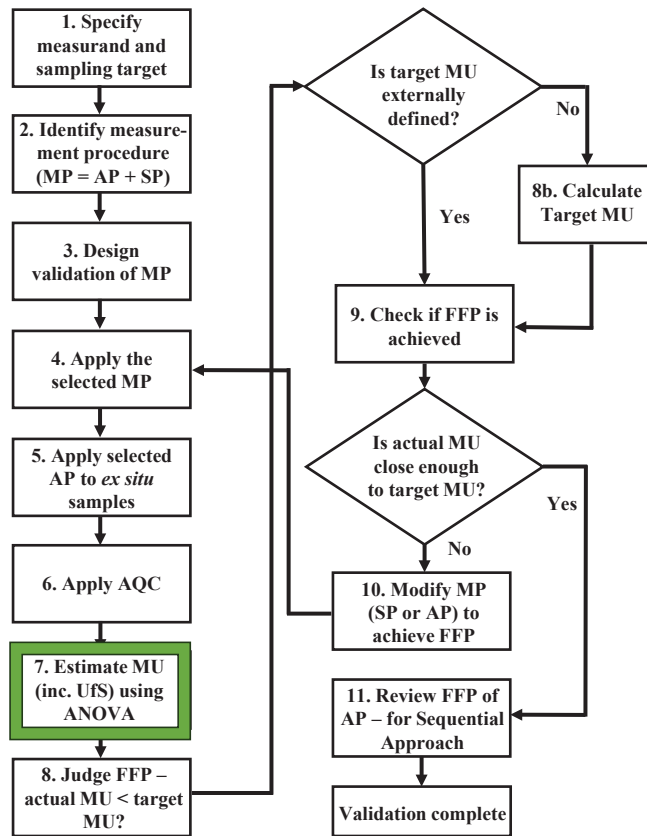 1. Specify
measurand and
sampling target
2. Identify measure-
ment procedure
(MP = AP + SP)
3. Design
validation of MP
4. Apply the
selected MP
5. Apply selected
AP to ex situ
samples
6. Apply AQC
7. Estimate MU
(inc. UfS) using
ANOVA
8. Judge FFP –
actual MU < target
MU?
Is target MU
externally
defined?
No
8b. Calculate
Target MU
Yes
9. Check if FFP is
achieved
Is actual MU
close enough
to target MU?
Yes
No
10. Modify MP
(SP or AP) to
achieve FFP
11. Review FFP of
AP – for Sequential
Approach
Validation complete